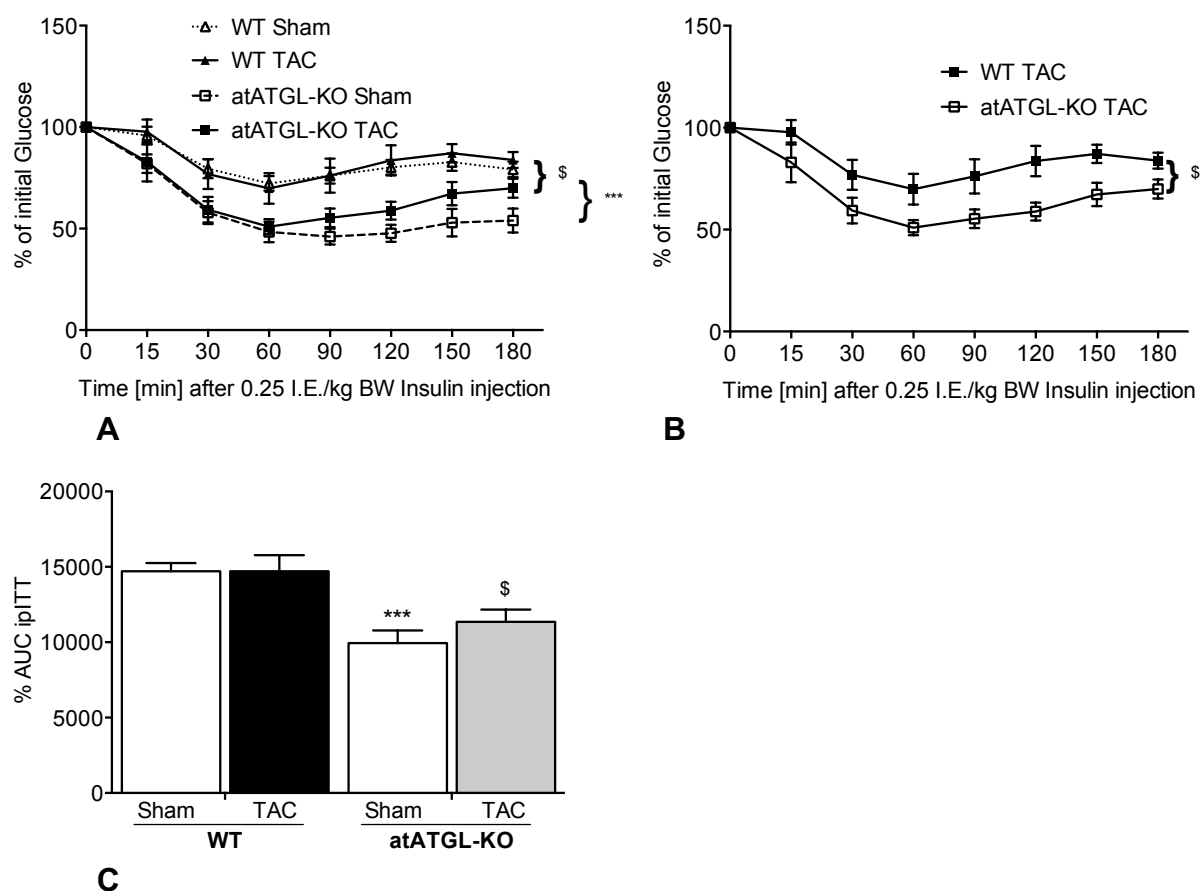 150
100
50
0
% of initial Glucose
WT Sham
WT TAC
atATGL-KO Sham
atATGL-KO TAC
$
***
0 15 30 60 90 120 150 180
Time [min] after 0.25 I.E./kg BW Insulin injection
A
150
100
50
0
% of initial Glucose
WT TAC
atATGL-KO TAC
$
0 15 30 60 90 120 150 180
Time [min] after 0.25 I.E./kg BW Insulin injection
B
20000
15000
10000
5000
0
% AUC ipITT
***
$
Sham TAC Sham TAC
WT atATGL-KO
C